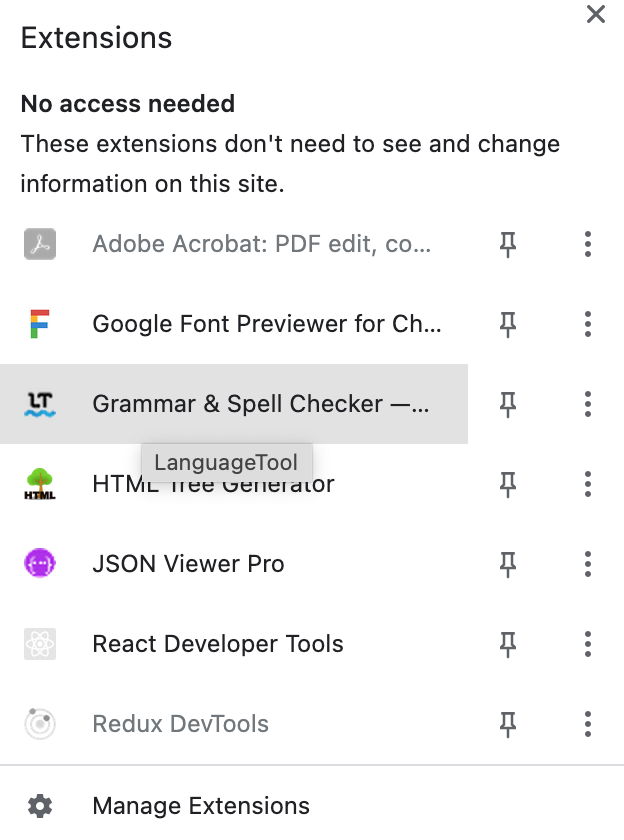 Extensions
No access needed
These extensions don't need to see and change
information on this site.
Adobe Acrobat: PDF edit, co...
Google Font Previewer for Ch...
LT
Grammar & Spell Checker —...
LanguageTool
HTML
HTML Tree Generator
JSON Viewer Pro
React Developer Tools
Redux DevTools
Manage Extensions